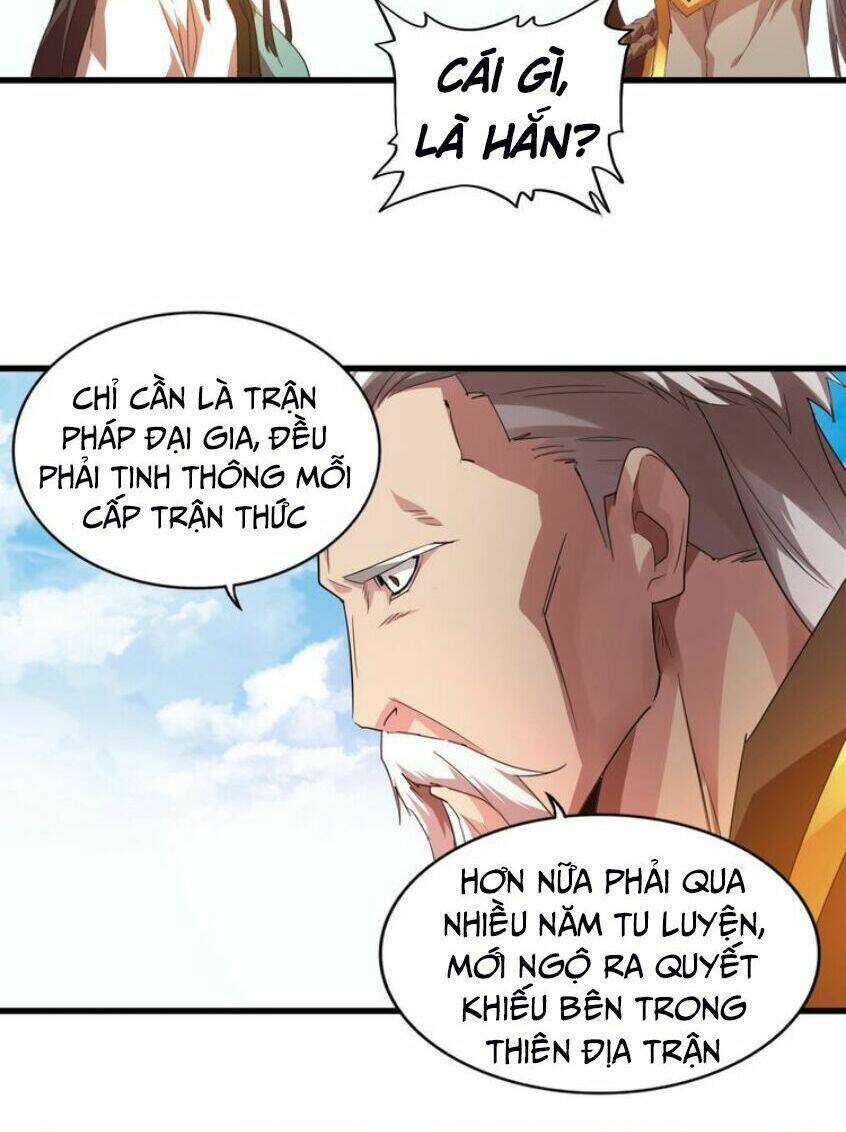 CÁI GÌ,
LÀ HẮN?
CHỈ CẦN LÀ TRẬN
PHÁP ĐẠI GIA, ĐỀU
PHẢI TINH THÔNG MỖI
CẤP TRẬN THỨC
HƠN NỮA PHẢI QUA
NHIỀU NĂM TU LUYỆN,
MỚI NGỘ RA QUYẾT
KHIẾU BÊN TRONG
THIÊN ĐỊA TRẬN